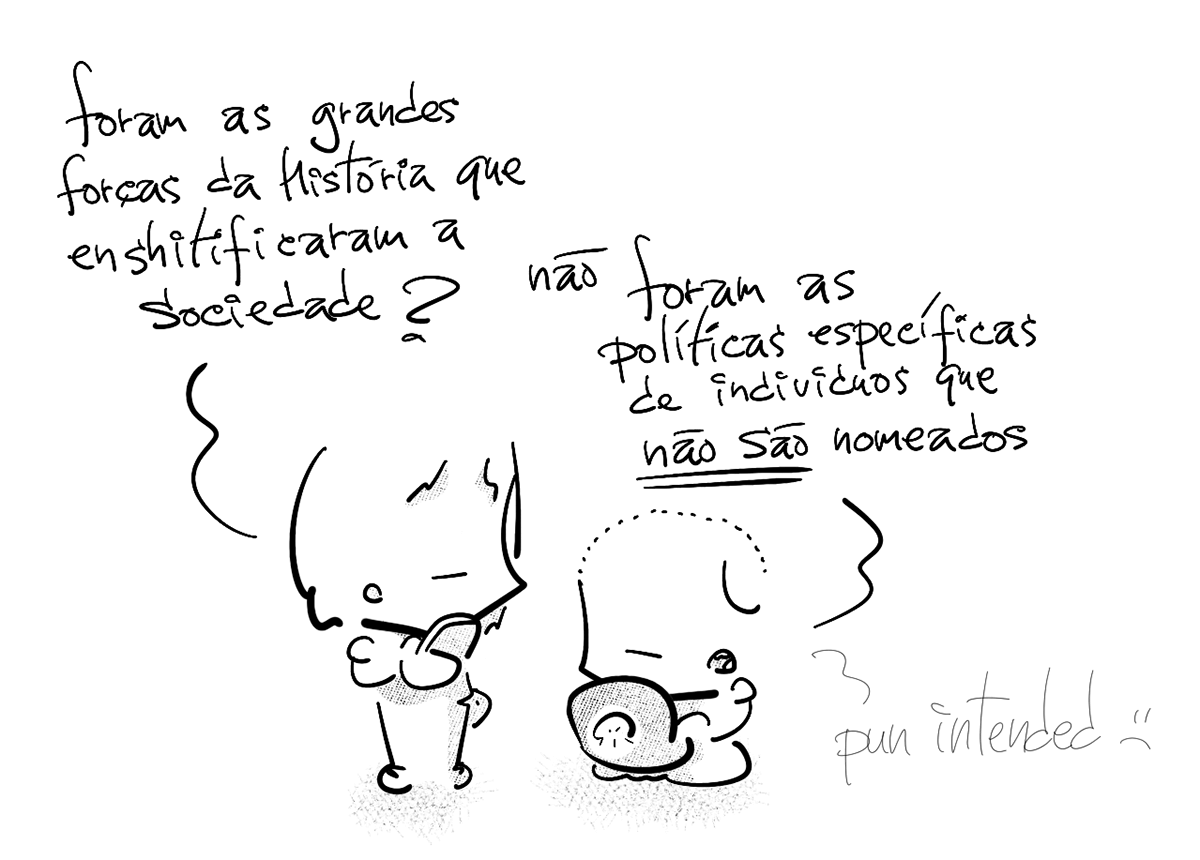 foram as grandes
forças da História que
enshitificaram a
sociedade?
não foram as
políticas específicas
de indivíduos que
não são nomeados
pun intended :(